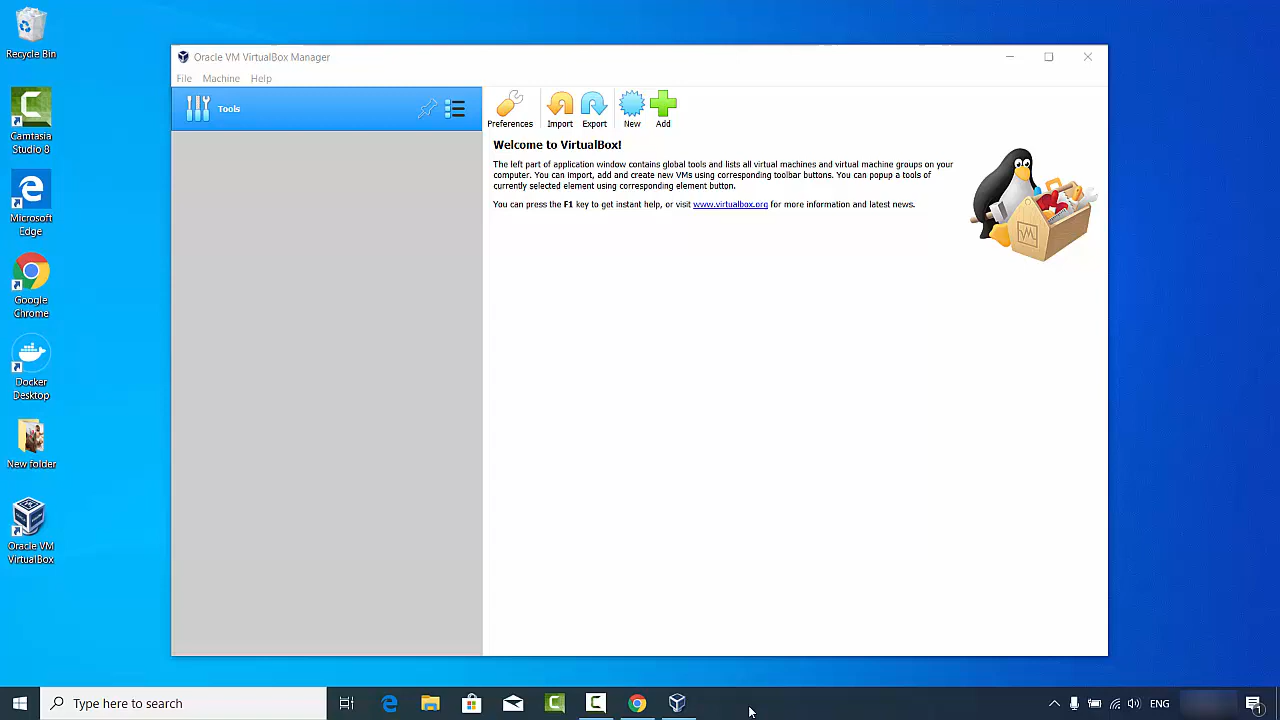 Recycle Bin
Camtasia
Studio 8
Microsoft
Edge
Google
Chrome
Docker
Desktop
New folder
Oracle VM
VirtualBox
Oracle VM VirtualBox Manager
File Machine Help
Tools
Preferences Import Export New Add
Welcome to VirtualBox!
The left part of application window contains global tools and lists all virtual machines and virtual machine groups on your
computer. You can import, add and create new VMs using corresponding toolbar buttons. You can popup a tools of
currently selected element using corresponding element button.
You can press the F1 key to get instant help, or visit www.virtualbox.org for more information and latest news.
Type here to search
ENG
1